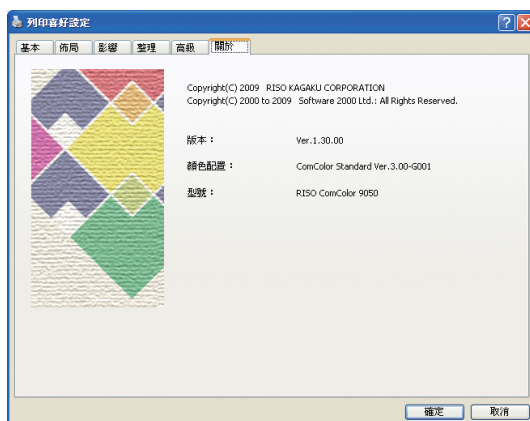 列印喜好設定
基本 佈局 影響 整理 高級 關於
Copyright(C) 2009 RISO KAGAKU CORPORATION
Copyright(C) 2000 to 2009 Software 2000 Ltd.: All Rights Reserved.
版本： Ver.1.30.00
顏色配置： ComColor Standard Ver.3.00-G001
型號： RISO ComColor 9050
確定 取消